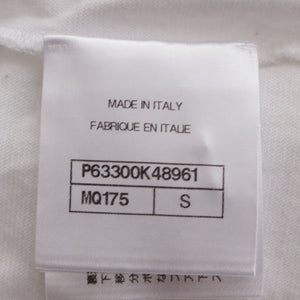 MADE IN ITALY
FABRIQUE EN ITALIE
P63300K48961
MQ175 S